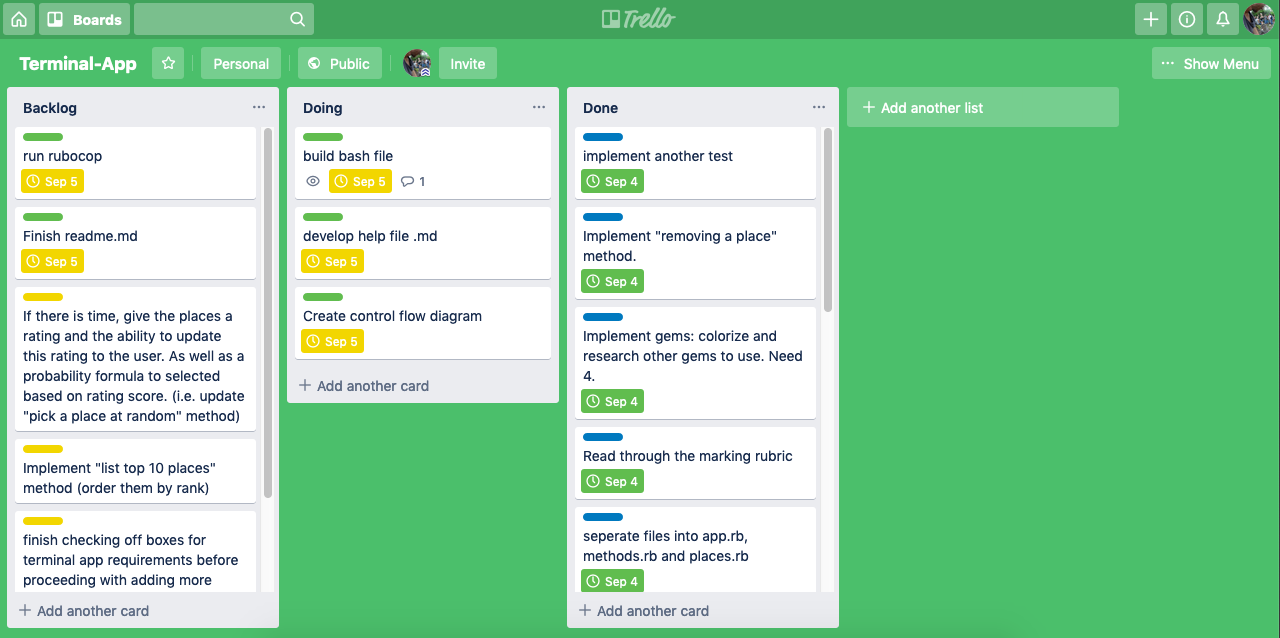 Boards
Trello
Terminal-App
Personal
Public
Invite
··· Show Menu
Backlog
run rubocop
Sep 5
Finish readme.md
Sep 5
If there is time, give the places a
rating and the ability to update
this rating to the user. As well as a
probability formula to selected
based on rating score. (i.e. update
"pick a place at random" method)
Implement "list top 10 places"
method (order them by rank)
finish checking off boxes for
terminal app requirements before
proceeding with adding more
+ Add another card
Doing
build bash file
Sep 5
1
develop help file .md
Sep 5
Create control flow diagram
Sep 5
+ Add another card
Done
implement another test
Sep 4
Implement "removing a place"
method.
Sep 4
Implement gems: colorize and
research other gems to use. Need
4.
Sep 4
Read through the marking rubric
Sep 4
seperate files into app.rb,
methods.rb and places.rb
Sep 4
+ Add another card
+ Add another list